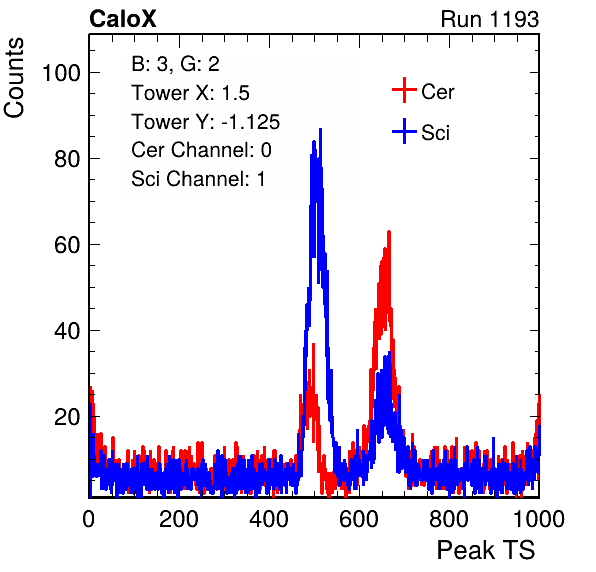 CaloX Run 1193
Counts
B: 3, G: 2
Tower X: 1.5
Tower Y: -1.125
Cer Channel: 0
Sci Channel: 1
Cer
Sci
100
80
60
40
20
0 200 400 600 800 1000
Peak TS